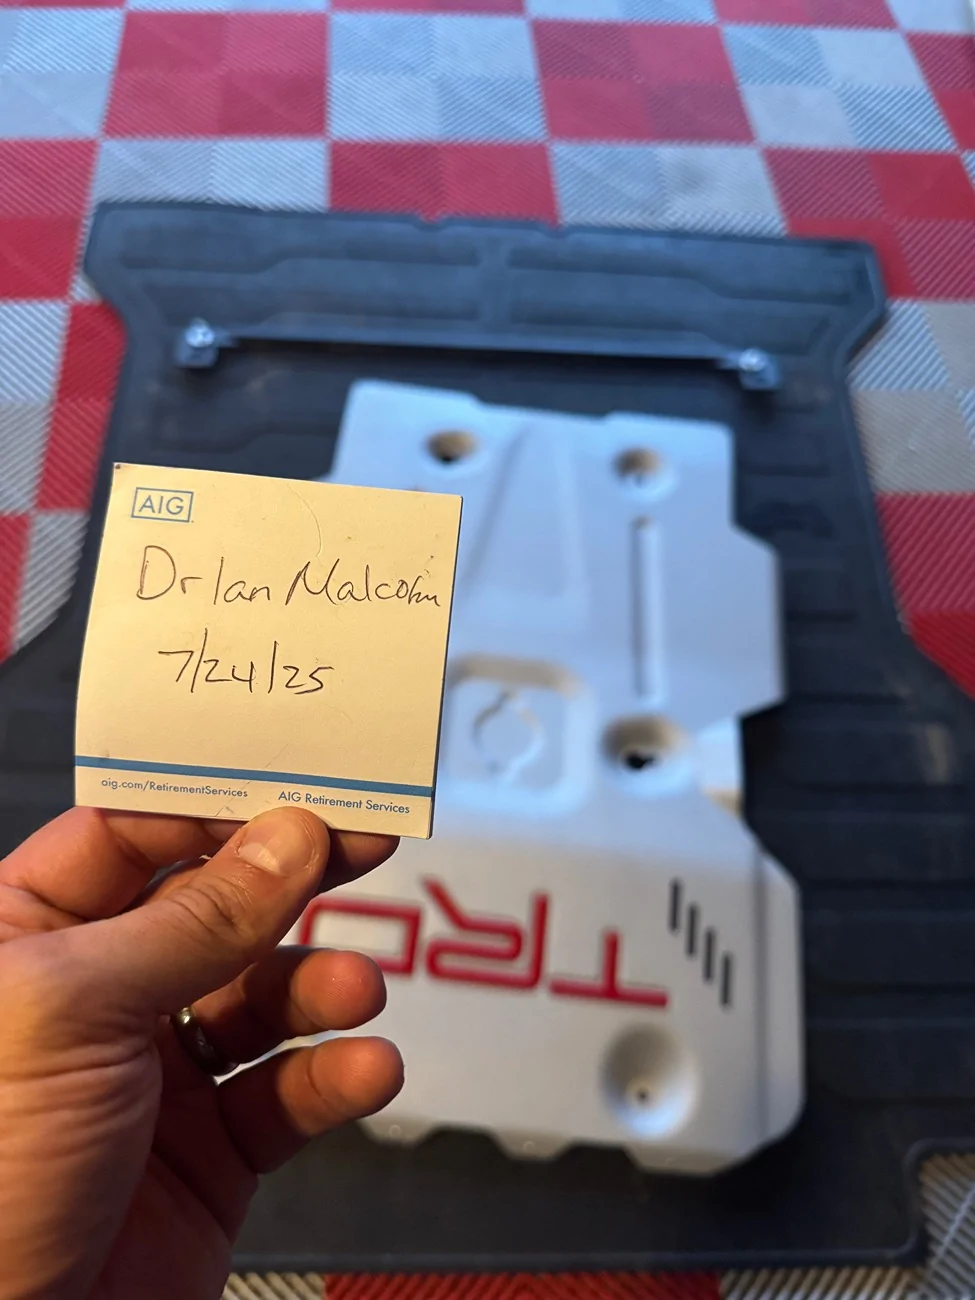 AIG
Dr Ian Malcolm
7/24/25
aig.com/RetirementServices AIG Retirement Services
TRD